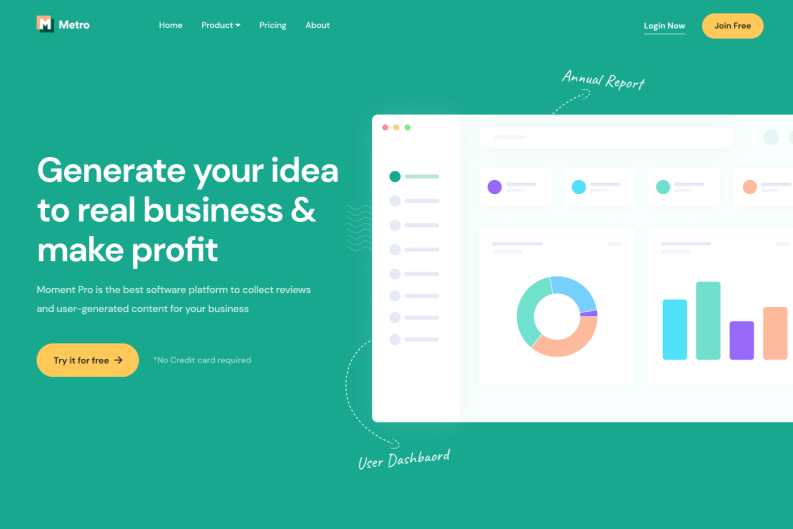 Metro
Home Product Pricing About
Login Now Join Free
Annual Report
Generate your idea
to real business &
make profit
Moment Pro is the best software platform to collect reviews
and user-generated content for your business
Try it for free →
*No Credit card required
User Dashbaord